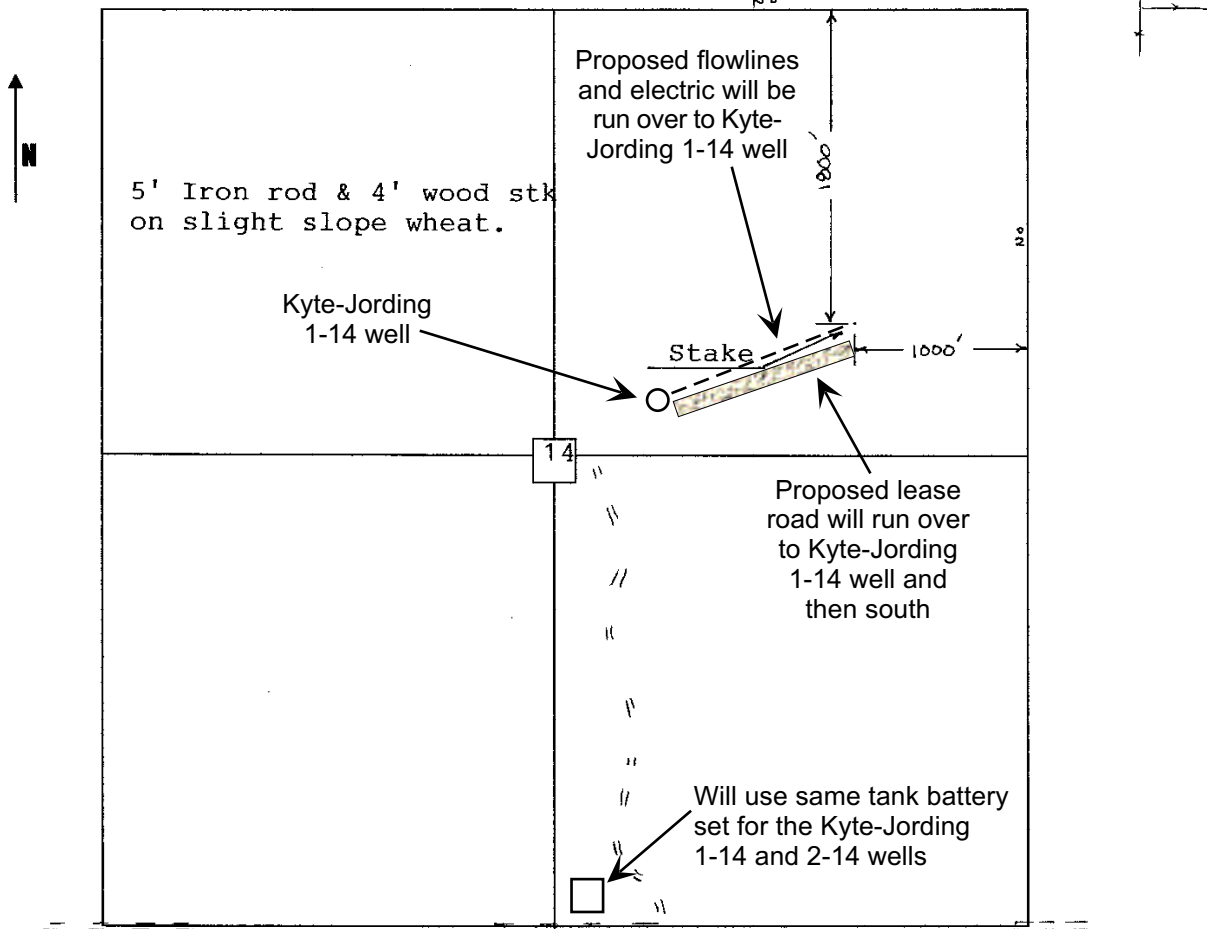 Proposed flowlines
and electric will be
run over to Kyte-
Jording 1-14 well
1800'
N
5' Iron rod & 4' wood stk
on slight slope wheat.
Kyte-Jording
1-14 well
Stake
1000'
14
Proposed lease
road will run over
to Kyte-Jording
1-14 well and
then south
Will use same tank battery
set for the Kyte-Jording
1-14 and 2-14 wells